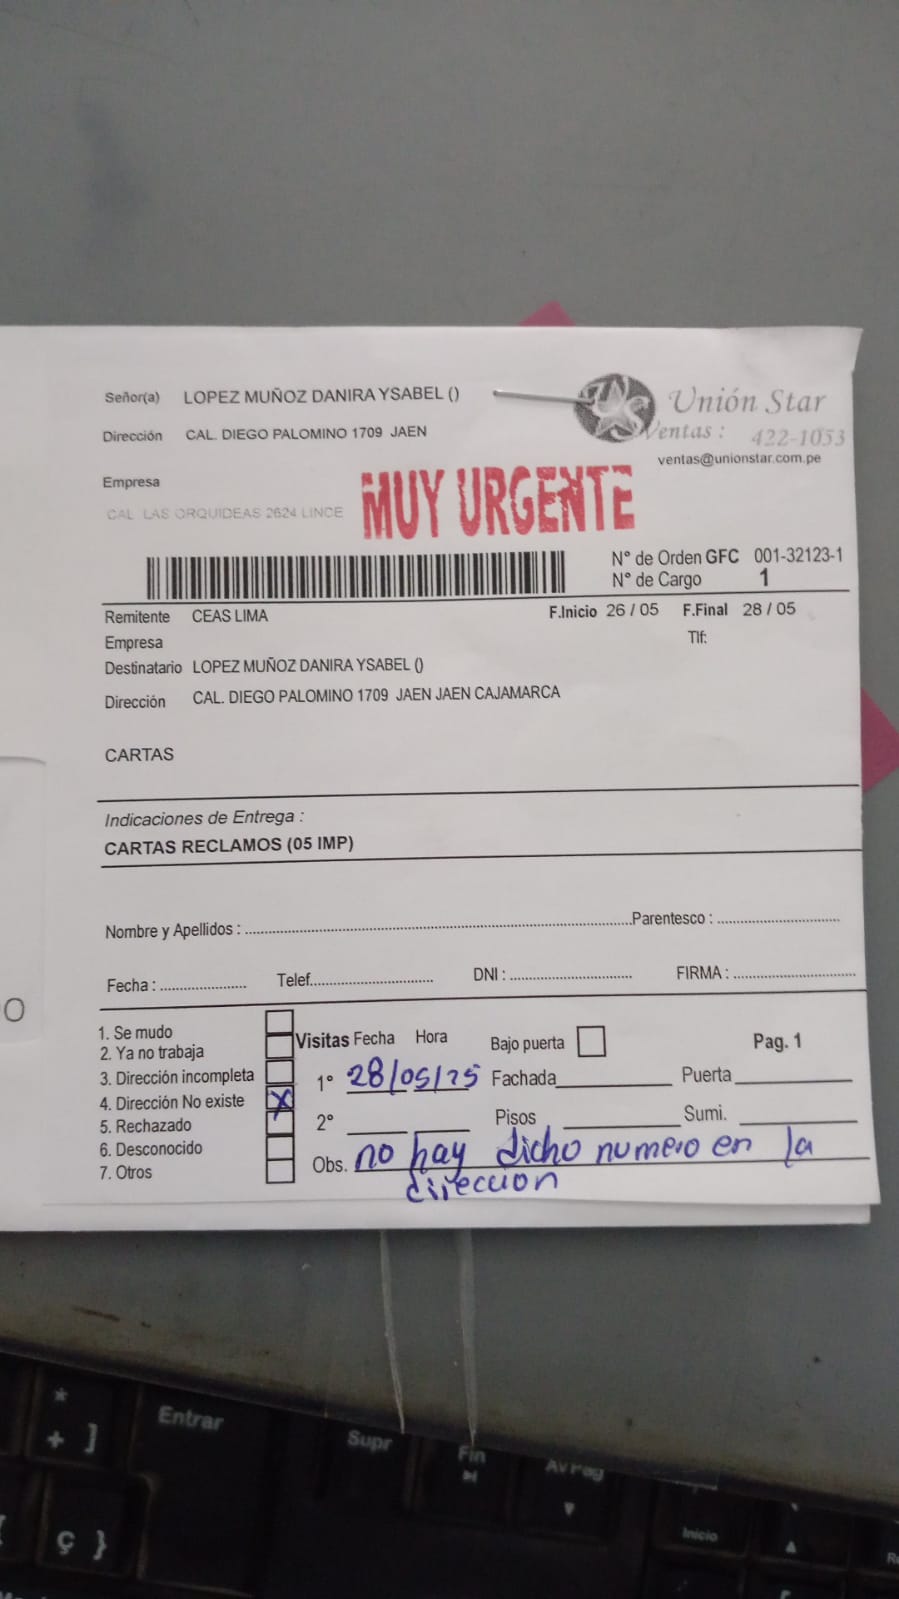 Señor(a) LOPEZ MUÑOZ DANIRA YSABEL ()
Unión Star
Dirección CAL. DIEGO PALOMINO 1709 JAEN
Ventas : 422-1053
ventas@unionstar.com.pe
Empresa
CAL LAS ORQUIDEAS 2624 LINCE
MUY URGENTE
N° de Orden GFC 001-32123-1
N° de Cargo 1
Remitente CEAS LIMA F.Inicio 26 / 05 F.Final 28 / 05
Empresa Tlf:
Destinatario LOPEZ MUÑOZ DANIRA YSABEL ()
Dirección CAL. DIEGO PALOMINO 1709 JAEN JAEN CAJAMARCA
CARTAS
Indicaciones de Entrega :
CARTAS RECLAMOS (05 IMP)
Nombre y Apellidos : Parentesco :
Fecha : Telef. DNI : FIRMA :
1. Se mudo
2. Ya no trabaja
3. Dirección incompleta
4. Dirección No existe X
5. Rechazado
6. Desconocido
7. Otros
Visitas Fecha Hora Bajo puerta Pag. 1
1° 28/05/25 Fachada Puerta
2° Pisos Sumi.
Obs. no hay dicho numero en la
direccion
* + ]
Entrar
Supr
Fin
Av Pág
Inicio
Ç }